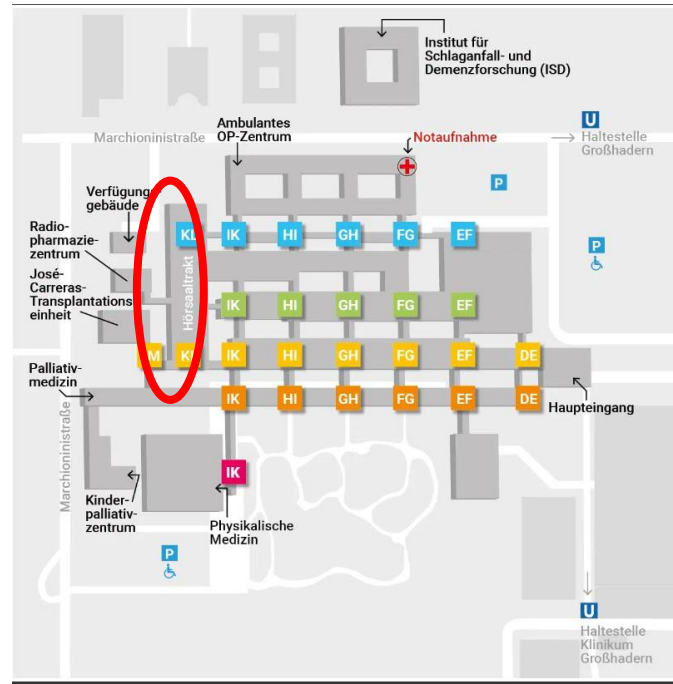 Institut für
Schlaganfall- und
Demenzforschung (ISD)
U
Haltestelle
Großhadern
Marchioninistraße
Ambulantes
OP-Zentrum
Notaufnahme
P
Verfügungs-
gebäude
Radio-
pharmazie-
zentrum
José-
Carreras-
Transplantations
einheit
Hörsaaltrakt
KL IK HI GH FG EF
P
IK HI GH FG EF
LM KL IK HI GH FG EF DE
Palliativ-
medizin
IK HI GH FG EF DE
Haupteingang
Marchioninistraße
IK
Kinder-
palliativ-
zentrum
Physikalische
Medizin
P
U
Haltestelle
Klinikum
Großhadern